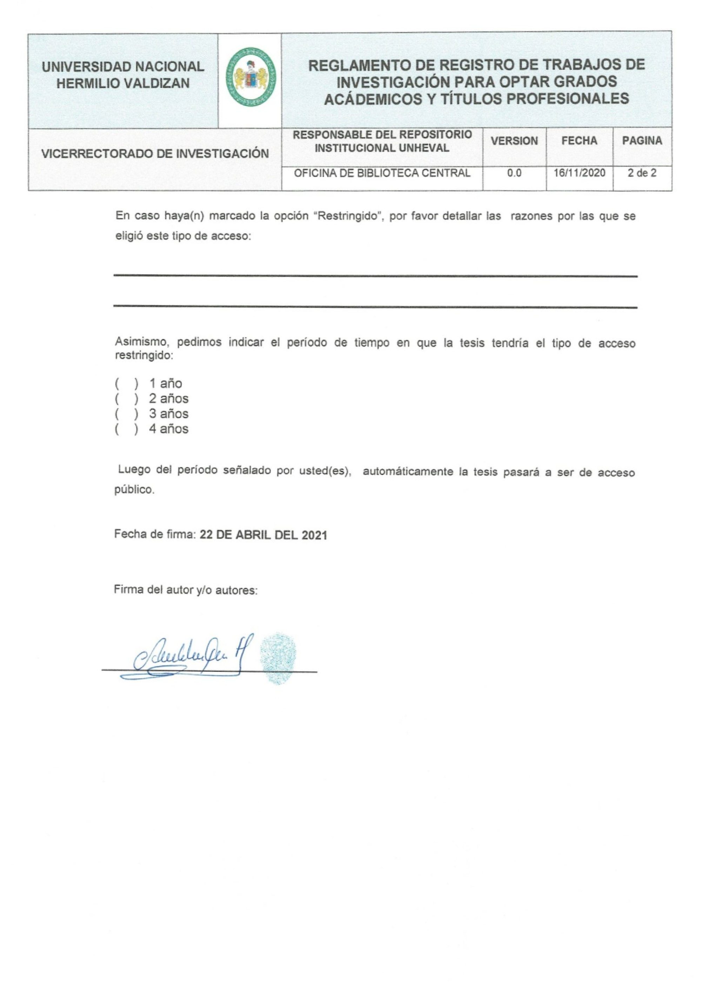 UNIVERSIDAD NACIONAL
HERMILIO VALDIZAN
REGLAMENTO DE REGISTRO DE TRABAJOS DE
INVESTIGACIÓN PARA OPTAR GRADOS
ACÁDEMICOS Y TÍTULOS PROFESIONALES
VICERRECTORADO DE INVESTIGACIÓN
RESPONSABLE DEL REPOSITORIO
INSTITUCIONAL UNHEVAL
VERSION
FECHA
PAGINA
OFICINA DE BIBLIOTECA CENTRAL
0.0
16/11/2020
2 de 2
En caso haya(n) marcado la opción “Restringido”, por favor detallar las razones por las que se
eligió este tipo de acceso:
Asimismo, pedimos indicar el período de tiempo en que la tesis tendría el tipo de acceso
restringido:
( ) 1 año
( ) 2 años
( ) 3 años
( ) 4 años
Luego del período señalado por usted(es), automáticamente la tesis pasará a ser de acceso
público.
Fecha de firma: 22 DE ABRIL DEL 2021
Firma del autor y/o autores: